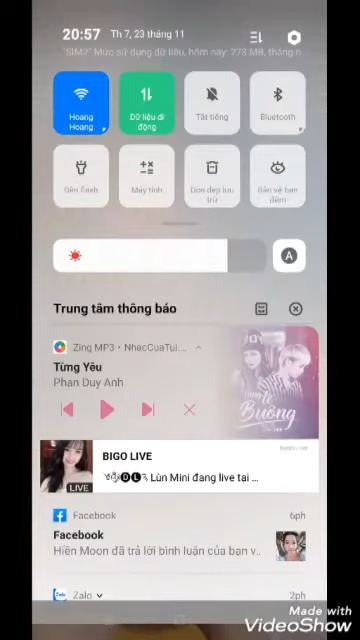 20:57 Th 7, 23 tháng 11
"SIM2" Mức sử dụng dữ liệu, hôm nay: 273 MB, tháng n
Hoang
Hoang
Dữ liệu di
động
Tắt tiếng
Bluetooth
Đèn flash
Máy tính
Dọn dẹp lưu
trữ
Bảo vệ ban
đêm
A
Trung tâm thông báo
Zing MP3 • NhacCuaTui...
Từng Yêu
Phan Duy Anh
Buông
BIGO LIVE
BIGO LIVE
LIVE
🅓🅛 Lùn Mini đang live tại ...
Facebook 6ph
Facebook
Hiền Moon đã trả lời bình luận của bạn v..
Zalo 2ph
Made with
VideoShow